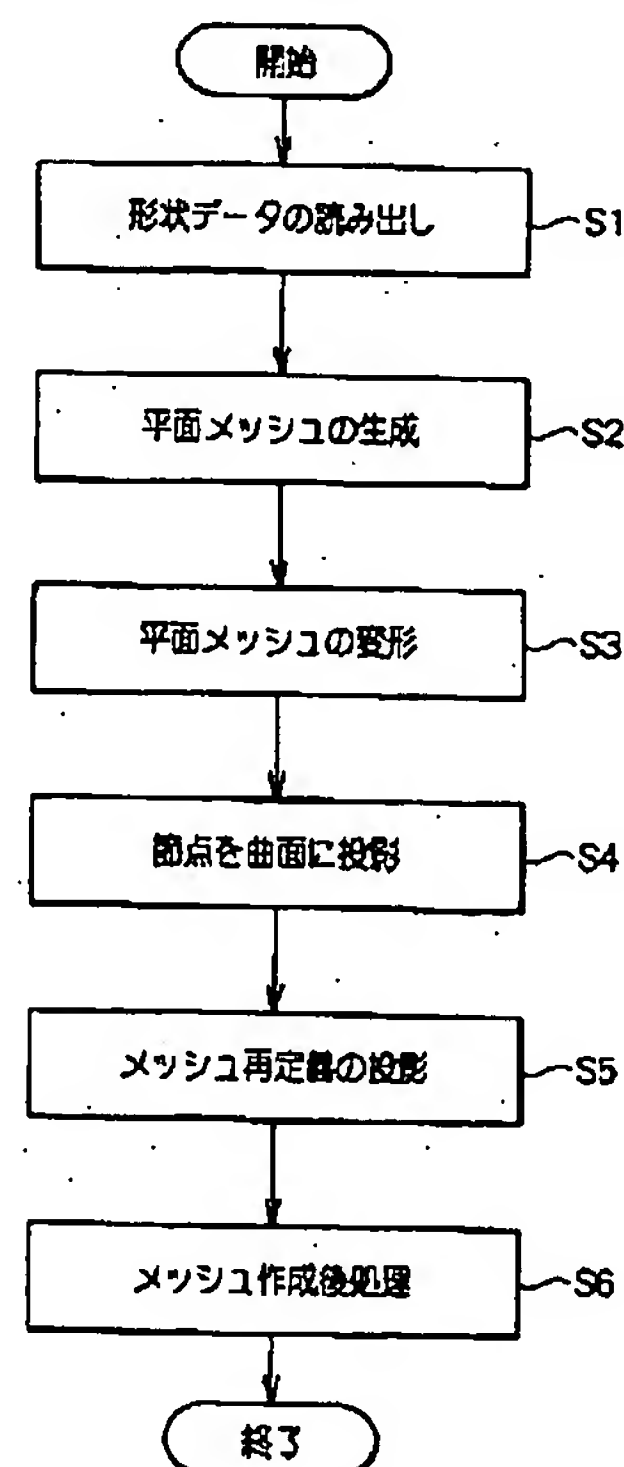 開始
形状データの読み出し S1
平面メッシュの生成 S2
平面メッシュの変形 S3
節点を曲面に投影 S4
メッシュ再定義の投影 S5
メッシュ作成後処理 S6
終了